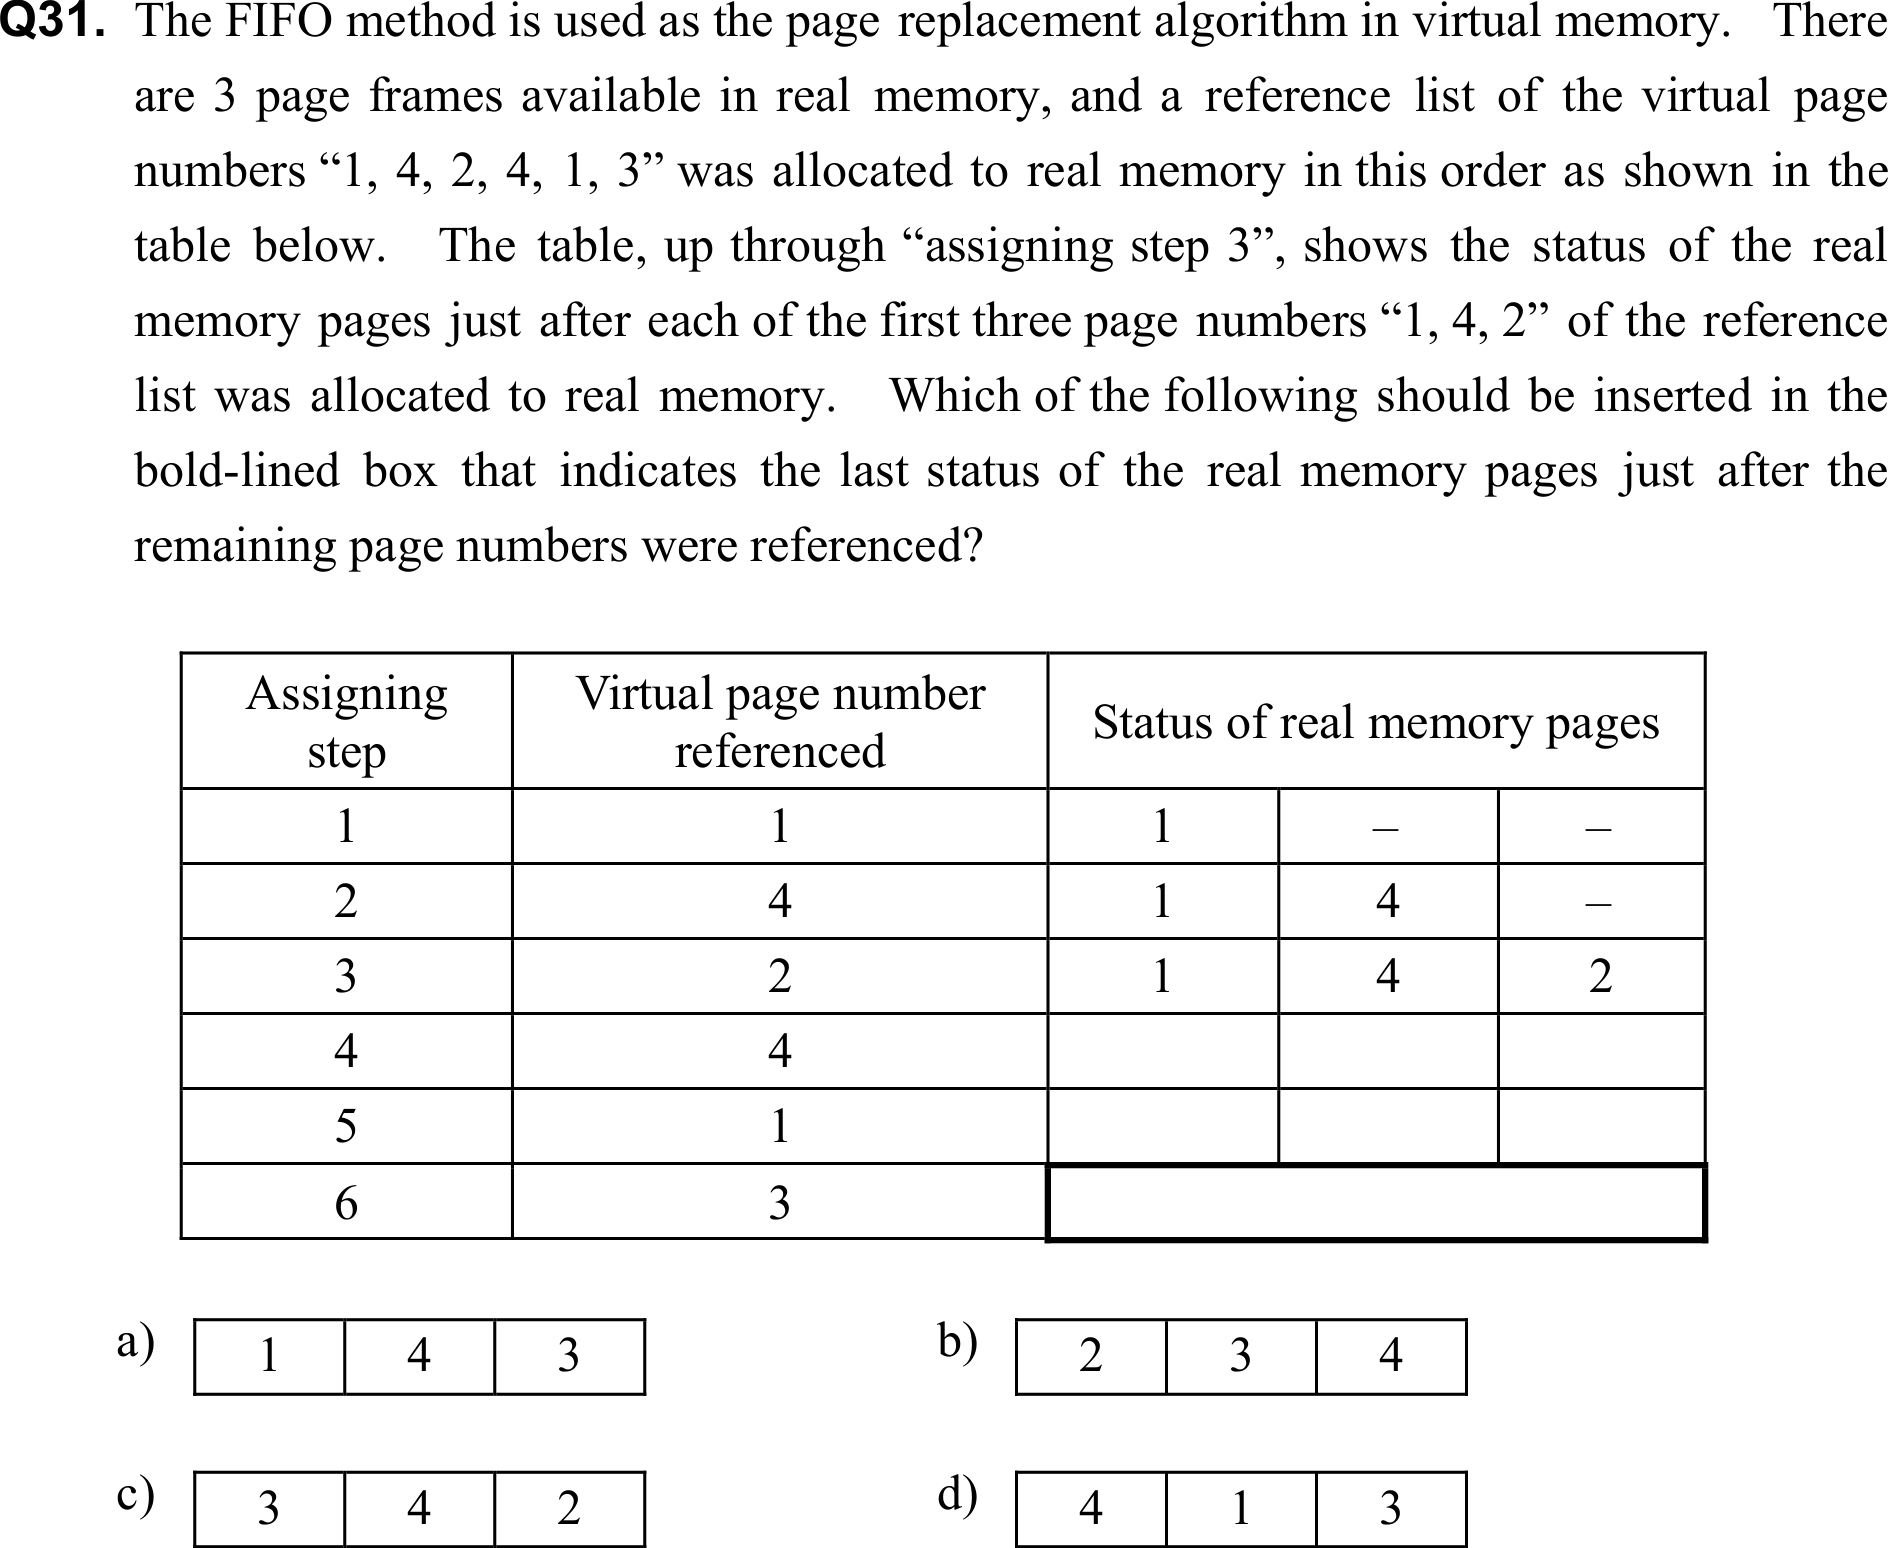 Q31. The FIFO method is used as the page replacement algorithm in virtual memory. There
are 3 page frames available in real memory, and a reference list of the virtual page
numbers “1, 4, 2, 4, 1, 3” was allocated to real memory in this order as shown in the
table below. The table, up through “assigning step 3”, shows the status of the real
memory pages just after each of the first three page numbers “1, 4, 2” of the reference
list was allocated to real memory. Which of the following should be inserted in the
bold-lined box that indicates the last status of the real memory pages just after the
remaining page numbers were referenced?
Assigning
step
Virtual page number
referenced
Status of real memory pages
1 1 1 – –
2 4 1 4 –
3 2 1 4 2
4 4
5 1
6 3
a) 1 4 3
b) 2 3 4
c) 3 4 2
d) 4 1 3